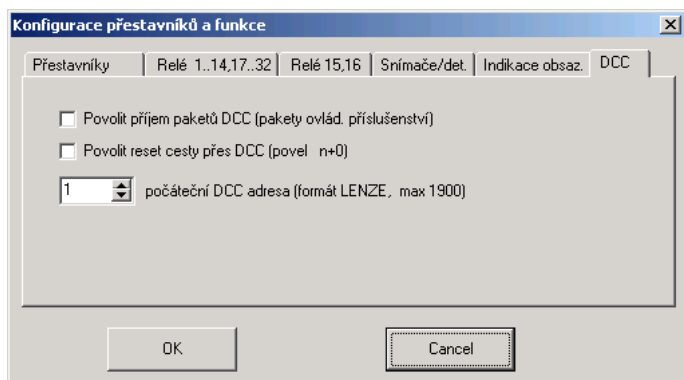 Konfigurace přestavníků a funkce
Přestavníky Relé 1..14,17..32 Relé 15,16 Snímače/det. Indikace obsaz. DCC
Povolit příjem paketů DCC (pakety ovlád. příslušenství)
Povolit reset cesty přes DCC (povel n+0)
1 počáteční DCC adresa (formát LENZE, max 1900)
OK Cancel